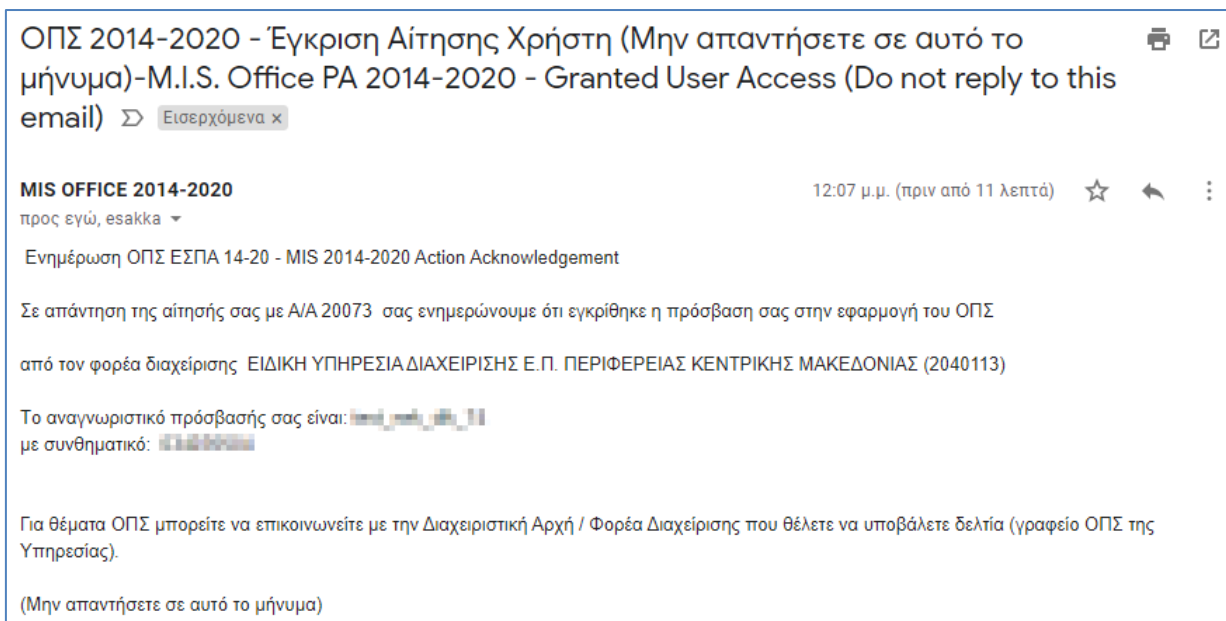 ΟΠΣ 2014-2020 - Έγκριση Αίτησης Χρήστη (Μην απαντήσετε σε αυτό το
μήνυμα)-M.I.S. Office PA 2014-2020 - Granted User Access (Do not reply to this
email) Εισερχόμενα ×
MIS OFFICE 2014-2020
12:07 μ.μ. (πριν από 11 λεπτά)
προς εγώ, esakka
Ενημέρωση ΟΠΣ ΕΣΠΑ 14-20 - MIS 2014-2020 Action Acknowledgement
Σε απάντηση της αίτησής σας με Α/Α 20073 σας ενημερώνουμε ότι εγκρίθηκε η πρόσβαση σας στην εφαρμογή του ΟΠΣ
από τον φορέα διαχείρισης ΕΙΔΙΚΗ ΥΠΗΡΕΣΙΑ ΔΙΑΧΕΙΡΙΣΗΣ Ε.Π. ΠΕΡΙΦΕΡΕΙΑΣ ΚΕΝΤΡΙΚΗΣ ΜΑΚΕΔΟΝΙΑΣ (2040113)
Το αναγνωριστικό πρόσβασής σας είναι:
με συνθηματικό:
Για θέματα ΟΠΣ μπορείτε να επικοινωνείτε με την Διαχειριστική Αρχή / Φορέα Διαχείρισης που θέλετε να υποβάλετε δελτία (γραφείο ΟΠΣ της
Υπηρεσίας).
(Μην απαντήσετε σε αυτό το μήνυμα)